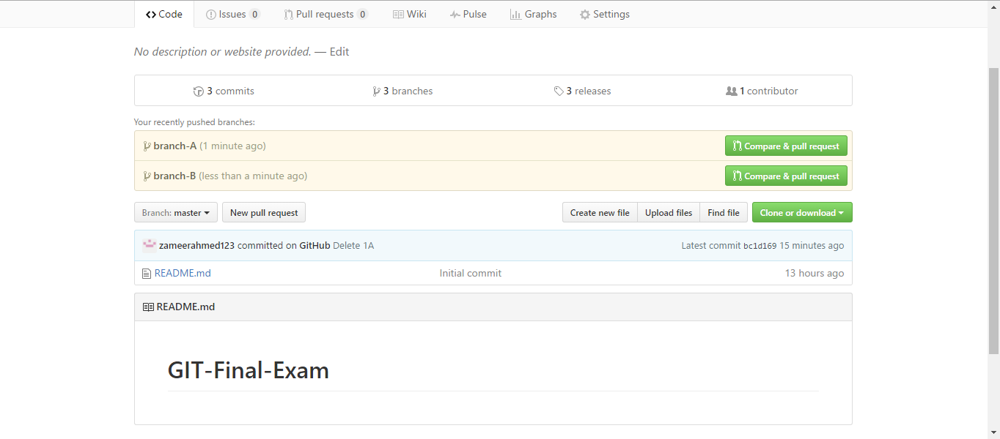 Code Issues 0 Pull requests 0 Wiki Pulse Graphs Settings
No description or website provided. — Edit
3 commits 3 branches 3 releases 1 contributor
Your recently pushed branches:
branch-A (1 minute ago) Compare & pull request
branch-B (less than a minute ago) Compare & pull request
Branch: master New pull request Create new file Upload files Find file Clone or download
zameerahmed123 committed on GitHub Delete 1A Latest commit bc1d169 15 minutes ago
README.md Initial commit 13 hours ago
README.md
GIT-Final-Exam